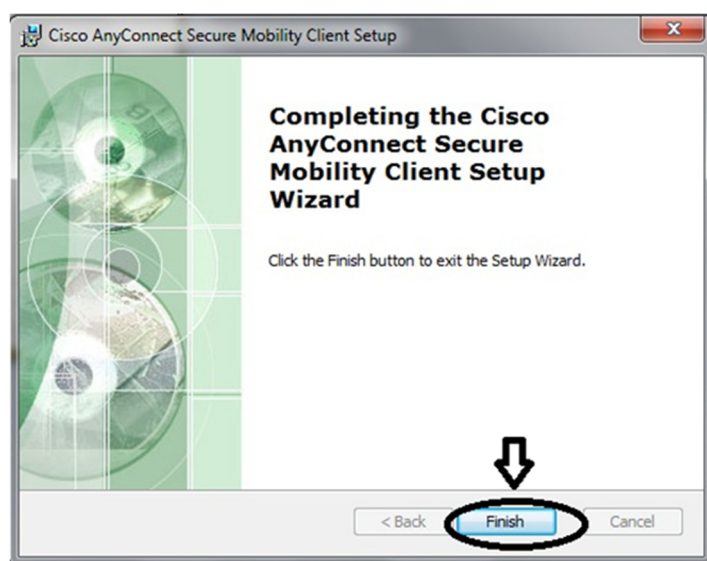 Cisco AnyConnect Secure Mobility Client Setup
Completing the Cisco
AnyConnect Secure
Mobility Client Setup
Wizard
Click the Finish button to exit the Setup Wizard.
< Back Finish Cancel